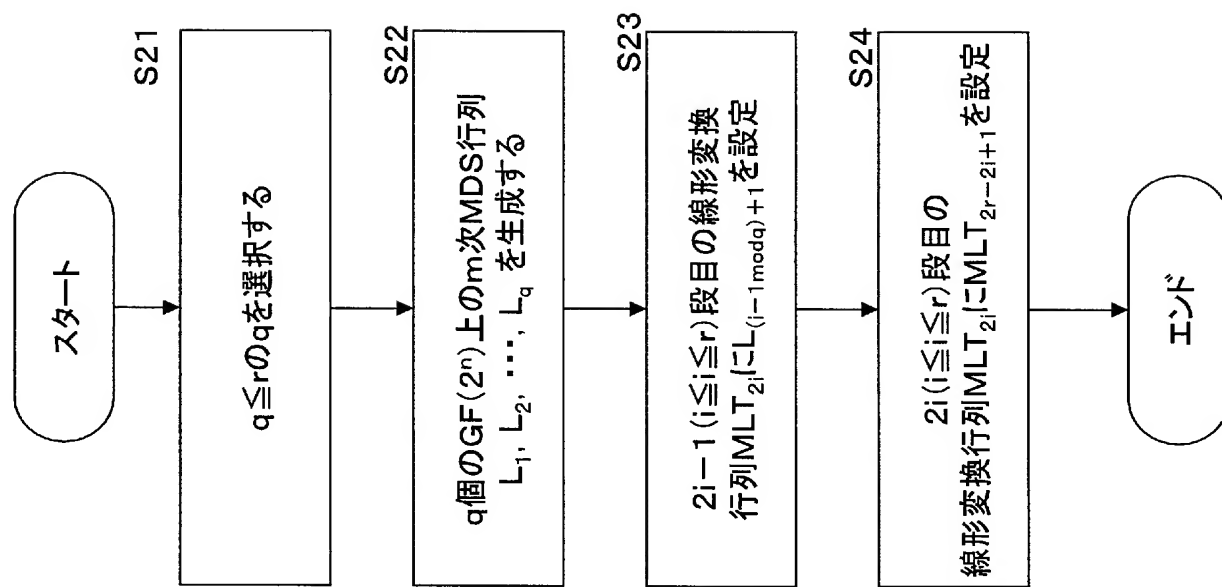 スタート
S21
q≦rのqを選択する
S22
q個のGF(2ⁿ)上のm次MDS行列
L₁, L₂, ・・・, L_q を生成する
S23
2i−1(i≦i≦r)段目の線形変換
行列MLT₂ᵢにL₍ᵢ₋₁modq₎₊₁を設定
S24
2i(i≦i≦r)段目の
線形変換行列MLT₂ᵢにMLT₂ᵣ₋₂ᵢ₊₁を設定
エンド